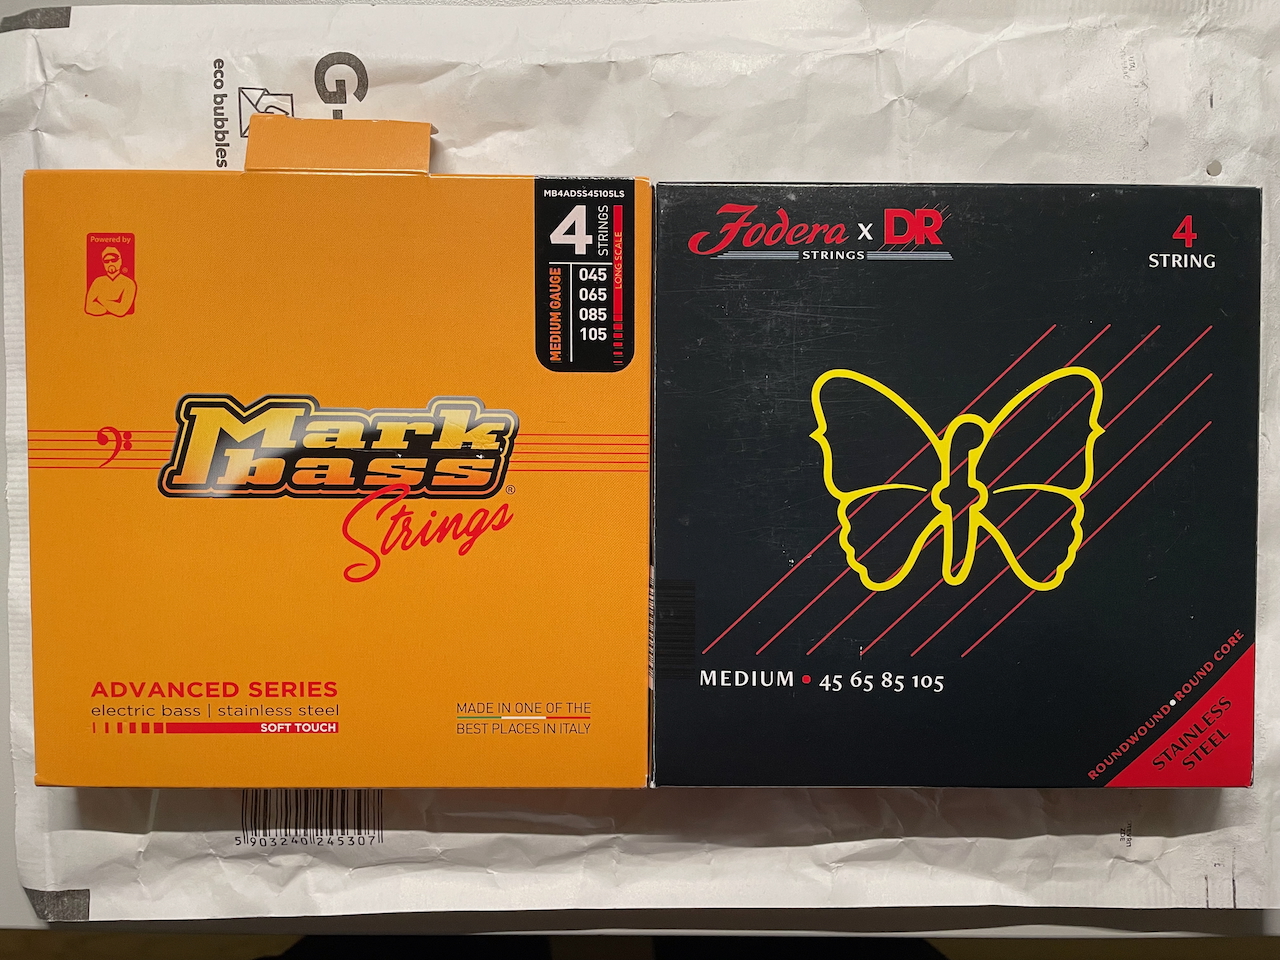 G-
eco bubbles
Powered by
MB4ADSS45105LS
4
STRINGS
LONG SCALE
MEDIUM GAUGE
045
065
085
105
Mark
bass
®
Strings
ADVANCED SERIES
electric bass | stainless steel
SOFT TOUCH
MADE IN ONE OF THE
BEST PLACES IN ITALY
Fodera x DR
STRINGS
4
STRING
MEDIUM • 45 65 85 105
ROUNDWOUND•ROUND CORE
STAINLESS
STEEL
5 903240 245307